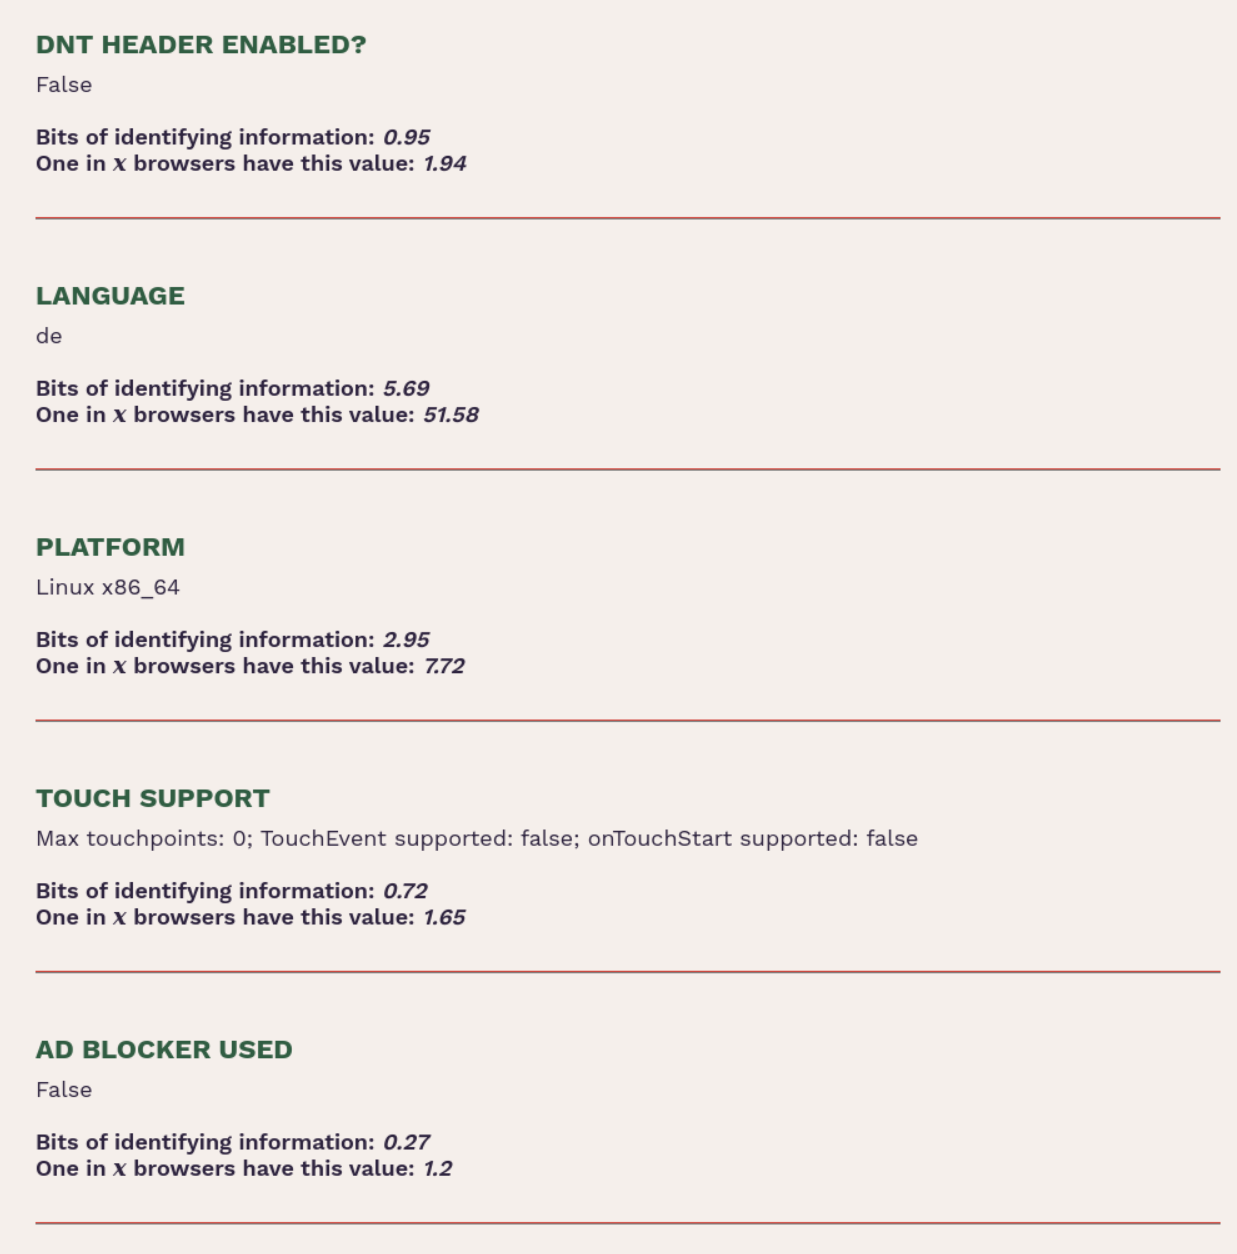 DNT HEADER ENABLED?
False
Bits of identifying information: 0.95
One in x browsers have this value: 1.94
LANGUAGE
de
Bits of identifying information: 5.69
One in x browsers have this value: 51.58
PLATFORM
Linux x86_64
Bits of identifying information: 2.95
One in x browsers have this value: 7.72
TOUCH SUPPORT
Max touchpoints: 0; TouchEvent supported: false; onTouchStart supported: false
Bits of identifying information: 0.72
One in x browsers have this value: 1.65
AD BLOCKER USED
False
Bits of identifying information: 0.27
One in x browsers have this value: 1.2